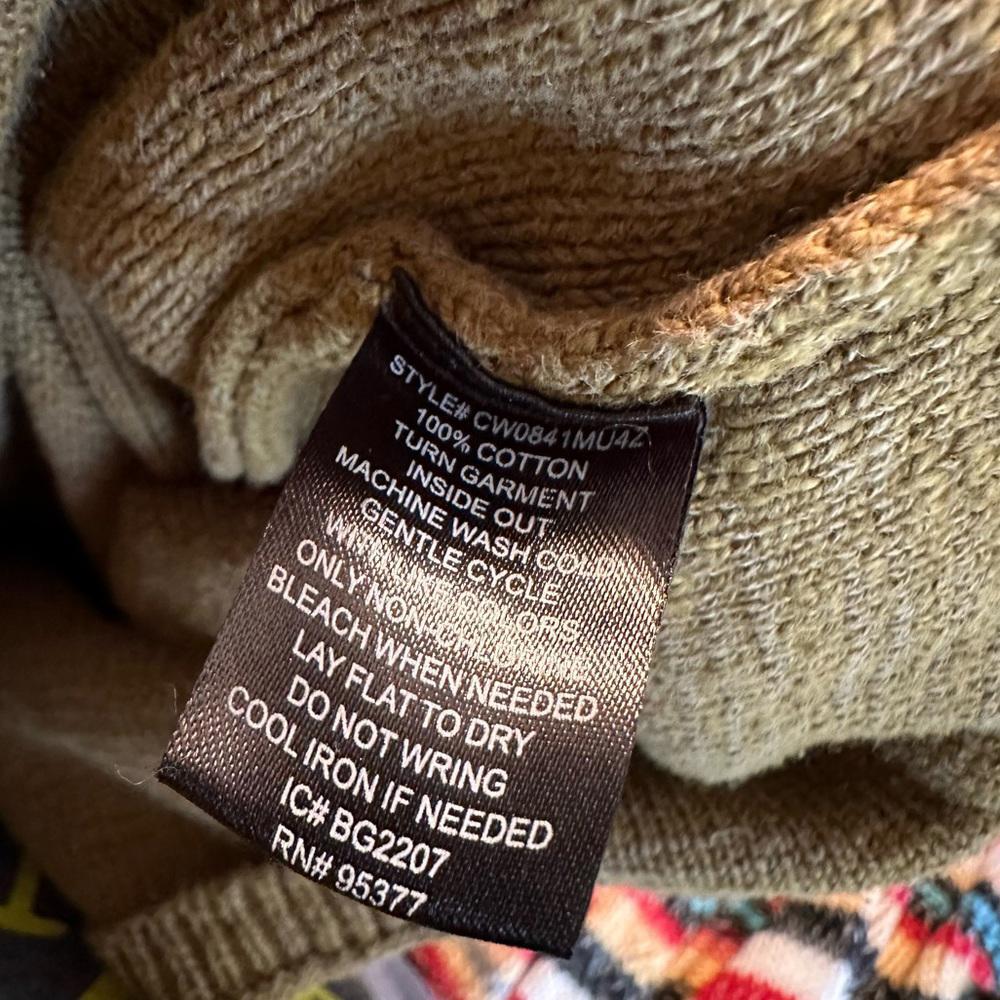 STYLE# CW0841MU4Z
100% COTTON
TURN GARMENT
INSIDE OUT
MACHINE WASH COLD
GENTLE CYCLE
WITH LIKE COLORS
ONLY NON-CHLORINE
BLEACH WHEN NEEDED
LAY FLAT TO DRY
DO NOT WRING
COOL IRON IF NEEDED
IC# BG2207
RN# 95377